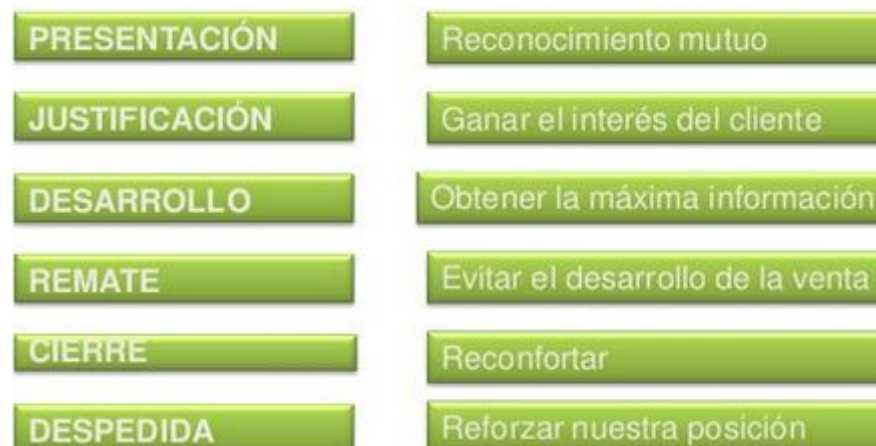 PRESENTACIÓN Reconocimiento mutuo
JUSTIFICACIÓN Ganar el interés del cliente
DESARROLLO Obtener la máxima información
REMATE Evitar el desarrollo de la venta
CIERRE Reconfortar
DESPEDIDA Reforzar nuestra posición